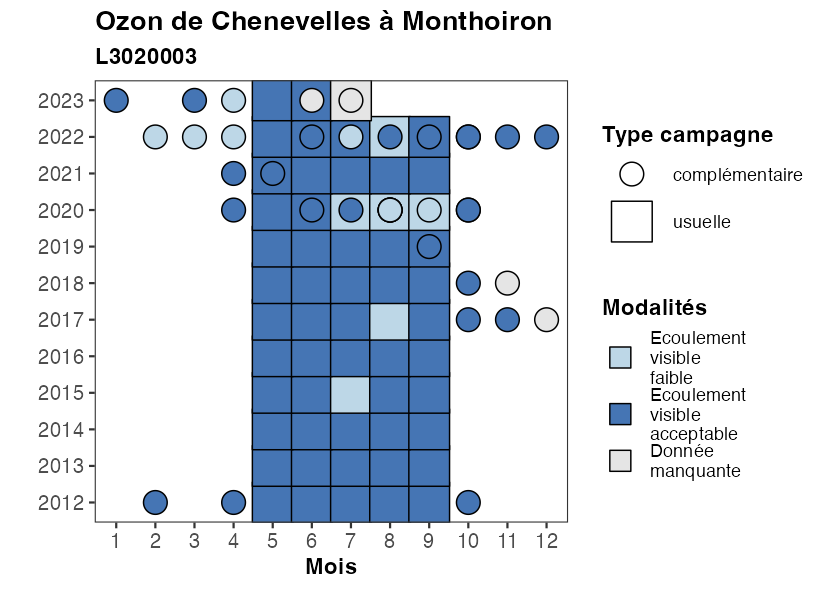 Ozon de Chenevelles à Monthoiron
L3020003
2023
2022
2021
2020
2019
2018
2017
2016
2015
2014
2013
2012
1 2 3 4 5 6 7 8 9 10 11 12
Mois
Type campagne
complémentaire
usuelle
Modalités
Ecoulement
visible
faible
Ecoulement
visible
acceptable
Donnée
manquante